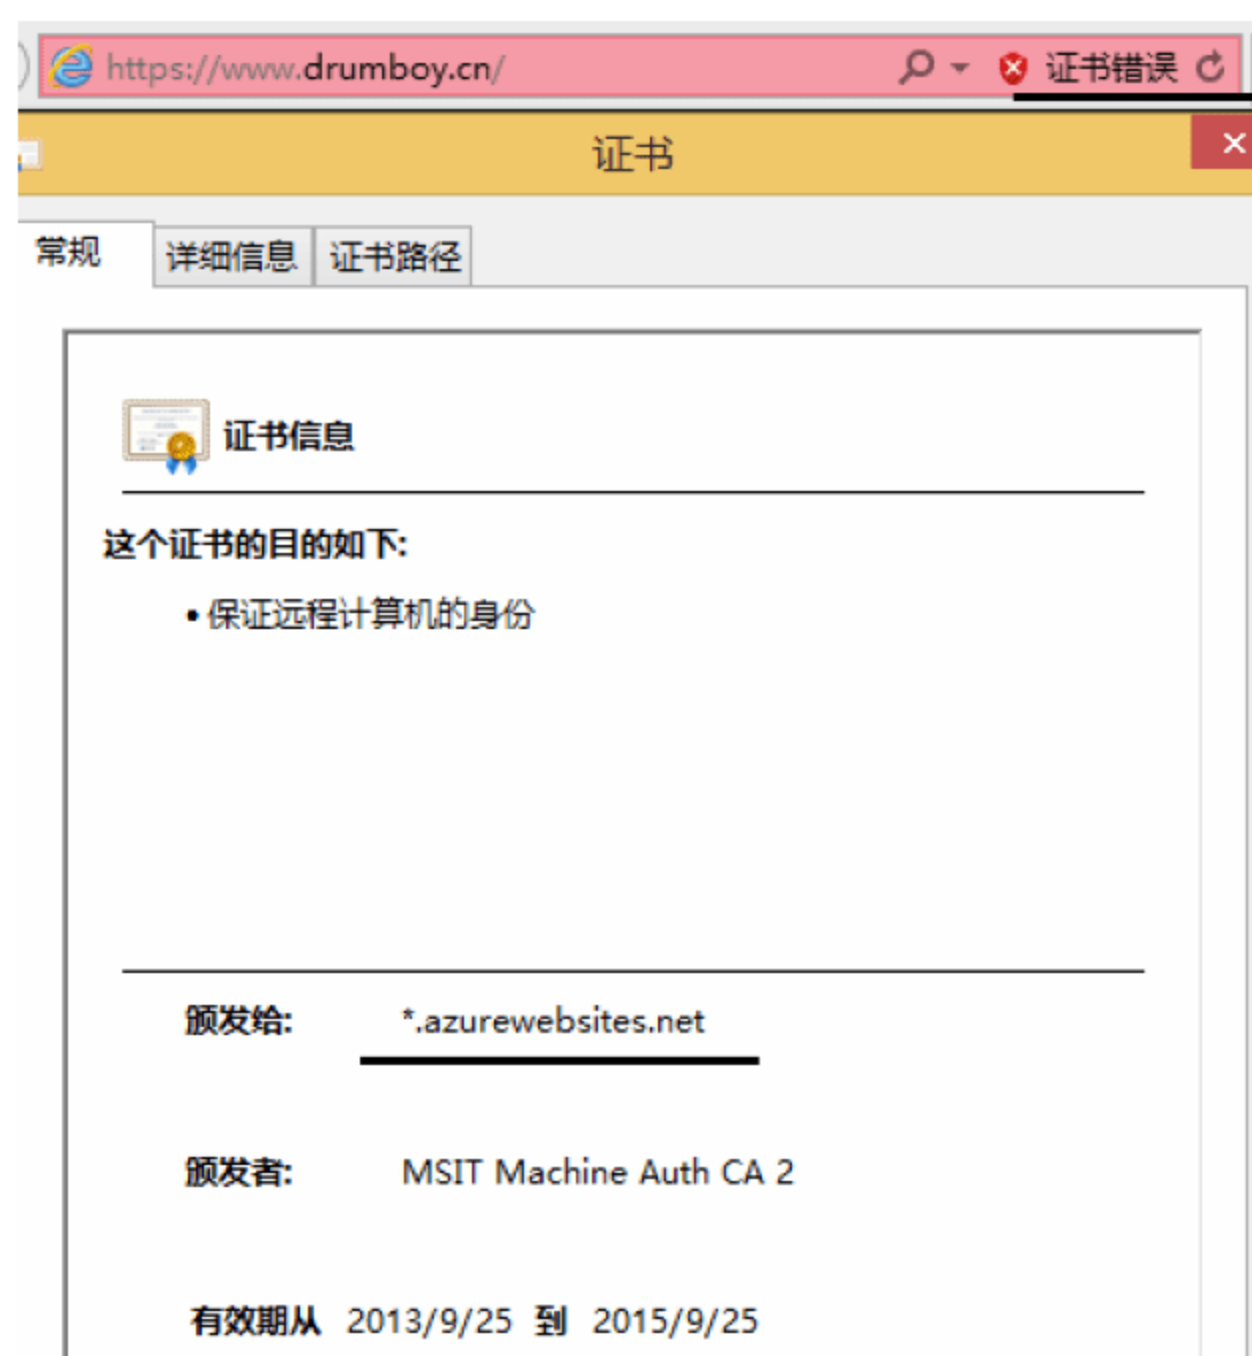 https://www.drumboy.cn/ 证书错误
证书
常规 详细信息 证书路径
证书信息
这个证书的目的如下:
• 保证远程计算机的身份
颁发给: *.azurewebsites.net
颁发者: MSIT Machine Auth CA 2
有效期从 2013/9/25 到 2015/9/25